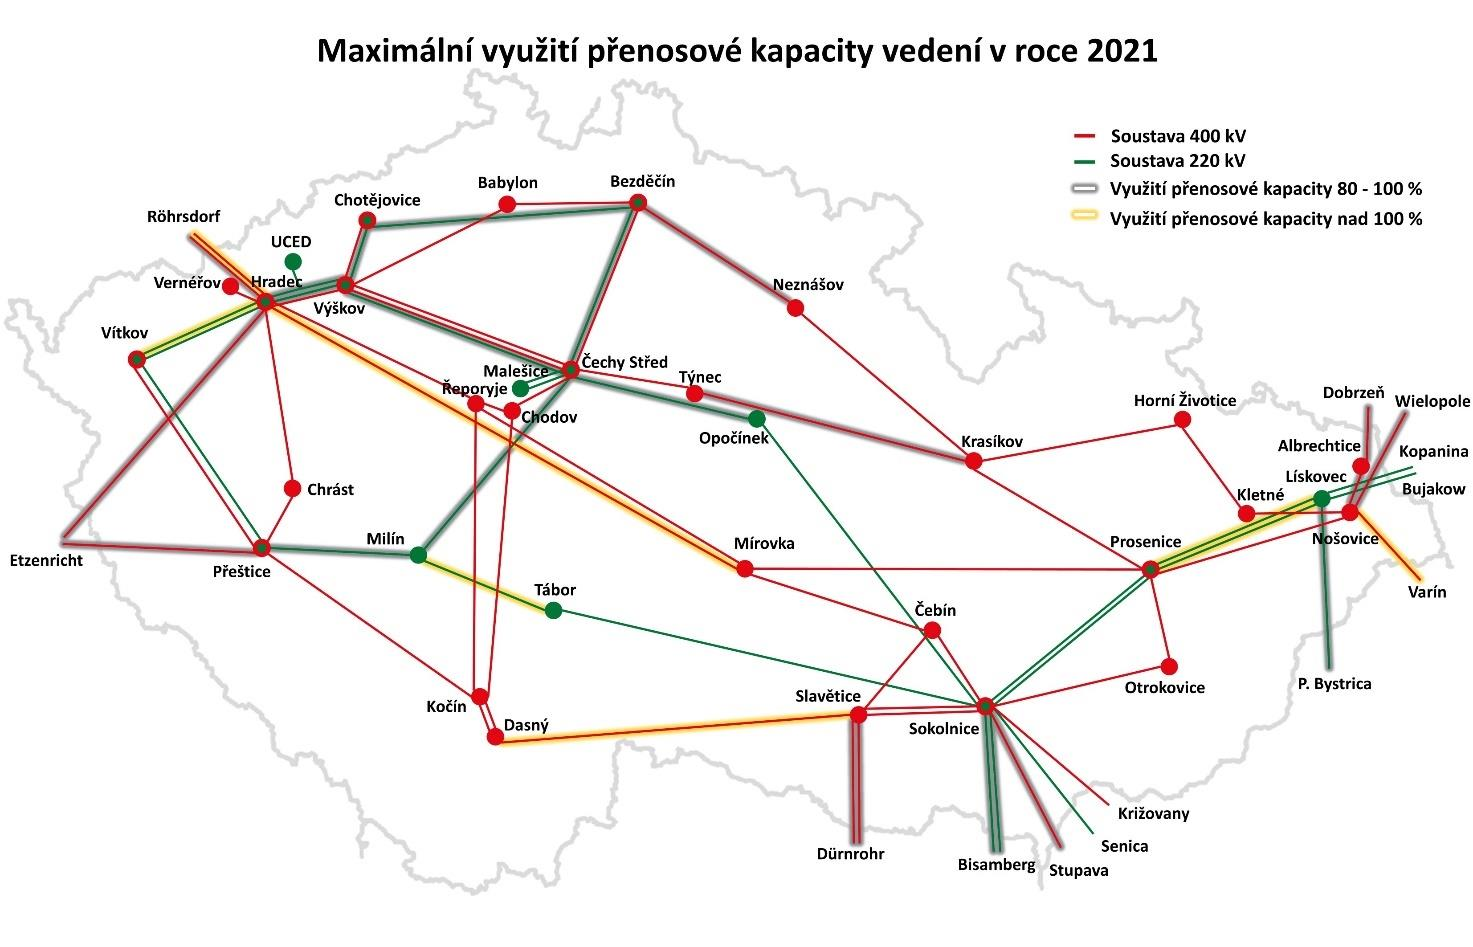 Maximální využití přenosové kapacity vedení v roce 2021
Soustava 400 kV
Soustava 220 kV
Využití přenosové kapacity 80 - 100 %
Využití přenosové kapacity nad 100 %
Babylon
Bezděčín
Chotějovice
Röhrsdorf
UCED
Vernéřov
Hradec
Neznášov
Výškov
Vítkov
Čechy Střed
Malešice
Týnec
Řeporyje
Chodov
Opočínek
Dobrzeň
Wielopole
Horní Životice
Krasíkov
Albrechtice
Kopanina
Lískovec
Bujakow
Chrást
Kletné
Milín
Nošovice
Mírovka
Prosenice
Etzenricht
Přeštice
Tábor
Varín
Čebín
P. Bystrica
Otrokovice
Slavětice
Kočín
Dasný
Sokolnice
Križovany
Senica
Dürnrohr
Bisamberg
Stupava